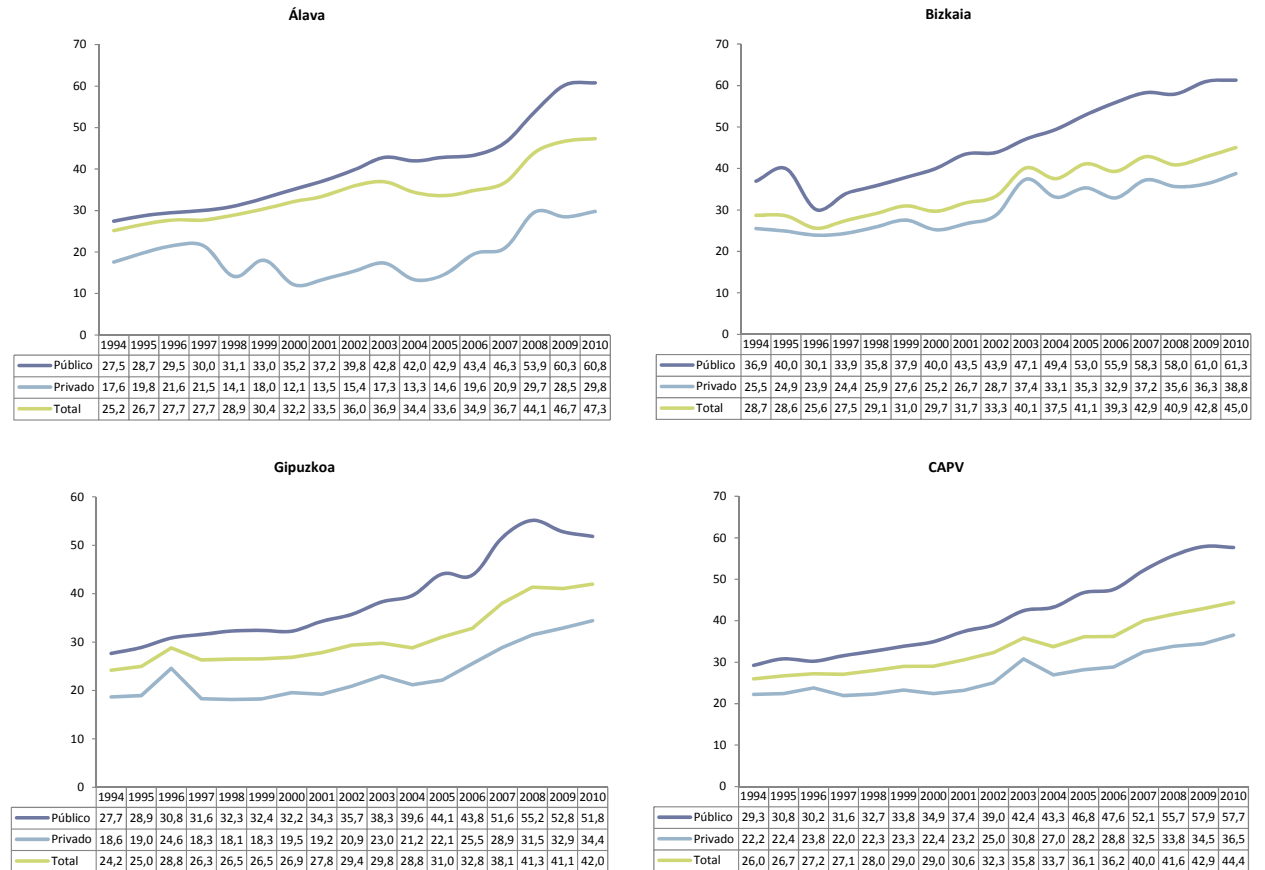 Álava
70
60
50
40
30
20
10
0
1994 1995 1996 1997 1998 1999 2000 2001 2002 2003 2004 2005 2006 2007 2008 2009 2010
Público 27,5 28,7 29,5 30,0 31,1 33,0 35,2 37,2 39,8 42,8 42,0 42,9 43,4 46,3 53,9 60,3 60,8
Privado 17,6 19,8 21,6 21,5 14,1 18,0 12,1 13,5 15,4 17,3 13,3 14,6 19,6 20,9 29,7 28,5 29,8
Total 25,2 26,7 27,7 27,7 28,9 30,4 32,2 33,5 36,0 36,9 34,4 33,6 34,9 36,7 44,1 46,7 47,3
Bizkaia
70
60
50
40
30
20
10
0
1994 1995 1996 1997 1998 1999 2000 2001 2002 2003 2004 2005 2006 2007 2008 2009 2010
Público 36,9 40,0 30,1 33,9 35,8 37,9 40,0 43,5 43,9 47,1 49,4 53,0 55,9 58,3 58,0 61,0 61,3
Privado 25,5 24,9 23,9 24,4 25,9 27,6 25,2 26,7 28,7 37,4 33,1 35,3 32,9 37,2 35,6 36,3 38,8
Total 28,7 28,6 25,6 27,5 29,1 31,0 29,7 31,7 33,3 40,1 37,5 41,1 39,3 42,9 40,9 42,8 45,0
Gipuzkoa
60
50
40
30
20
10
0
1994 1995 1996 1997 1998 1999 2000 2001 2002 2003 2004 2005 2006 2007 2008 2009 2010
Público 27,7 28,9 30,8 31,6 32,3 32,4 32,2 34,3 35,7 38,3 39,6 44,1 43,8 51,6 55,2 52,8 51,8
Privado 18,6 19,0 24,6 18,3 18,1 18,3 19,5 19,2 20,9 23,0 21,2 22,1 25,5 28,9 31,5 32,9 34,4
Total 24,2 25,0 28,8 26,3 26,5 26,5 26,9 27,8 29,4 29,8 28,8 31,0 32,8 38,1 41,3 41,1 42,0
CAPV
70
60
50
40
30
20
10
0
1994 1995 1996 1997 1998 1999 2000 2001 2002 2003 2004 2005 2006 2007 2008 2009 2010
Público 29,3 30,8 30,2 31,6 32,7 33,8 34,9 37,4 39,0 42,4 43,3 46,8 47,6 52,1 55,7 57,9 57,7
Privado 22,2 22,4 23,8 22,0 22,3 23,3 22,4 23,2 25,0 30,8 27,0 28,2 28,8 32,5 33,8 34,5 36,5
Total 26,0 26,7 27,2 27,1 28,0 29,0 29,0 30,6 32,3 35,8 33,7 36,1 36,2 40,0 41,6 42,9 44,4